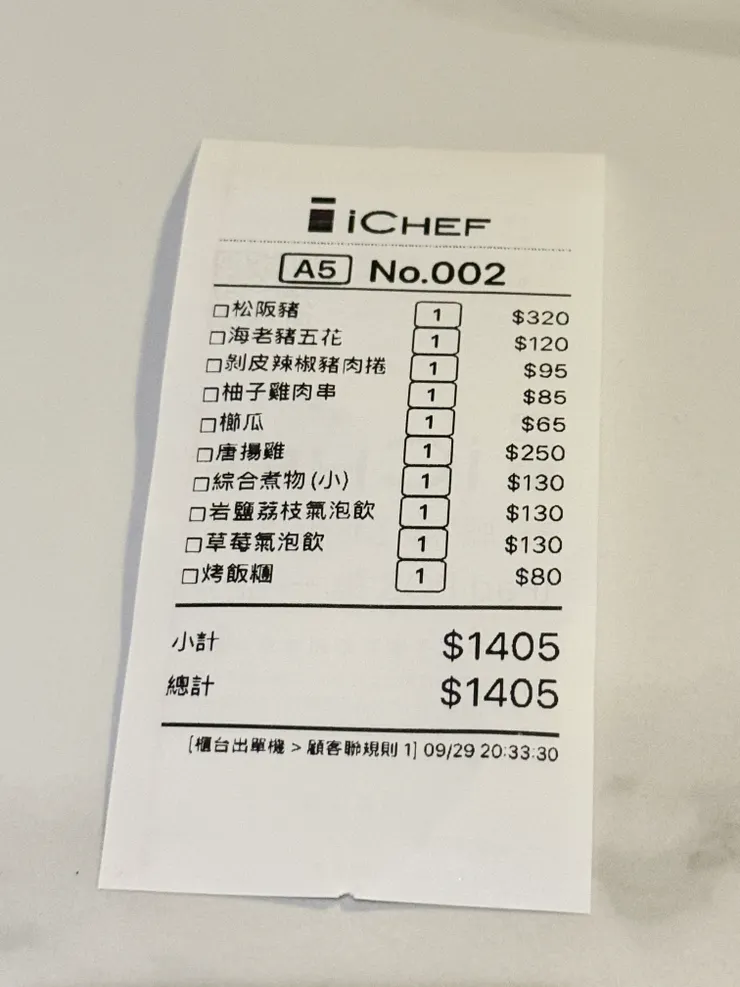 iCHEF
A5 No.002
□松阪豬 1 $320
□海老豬五花 1 $120
□剝皮辣椒豬肉捲 1 $95
□柚子雞肉串 1 $85
□櫛瓜 1 $65
□唐揚雞 1 $250
□綜合煮物(小) 1 $130
□岩鹽荔枝氣泡飲 1 $130
□草莓氣泡飲 1 $130
□烤飯糰 1 $80
小計 $1405
總計 $1405
[櫃台出單機 > 顧客聯規則 1] 09/29 20:33:30